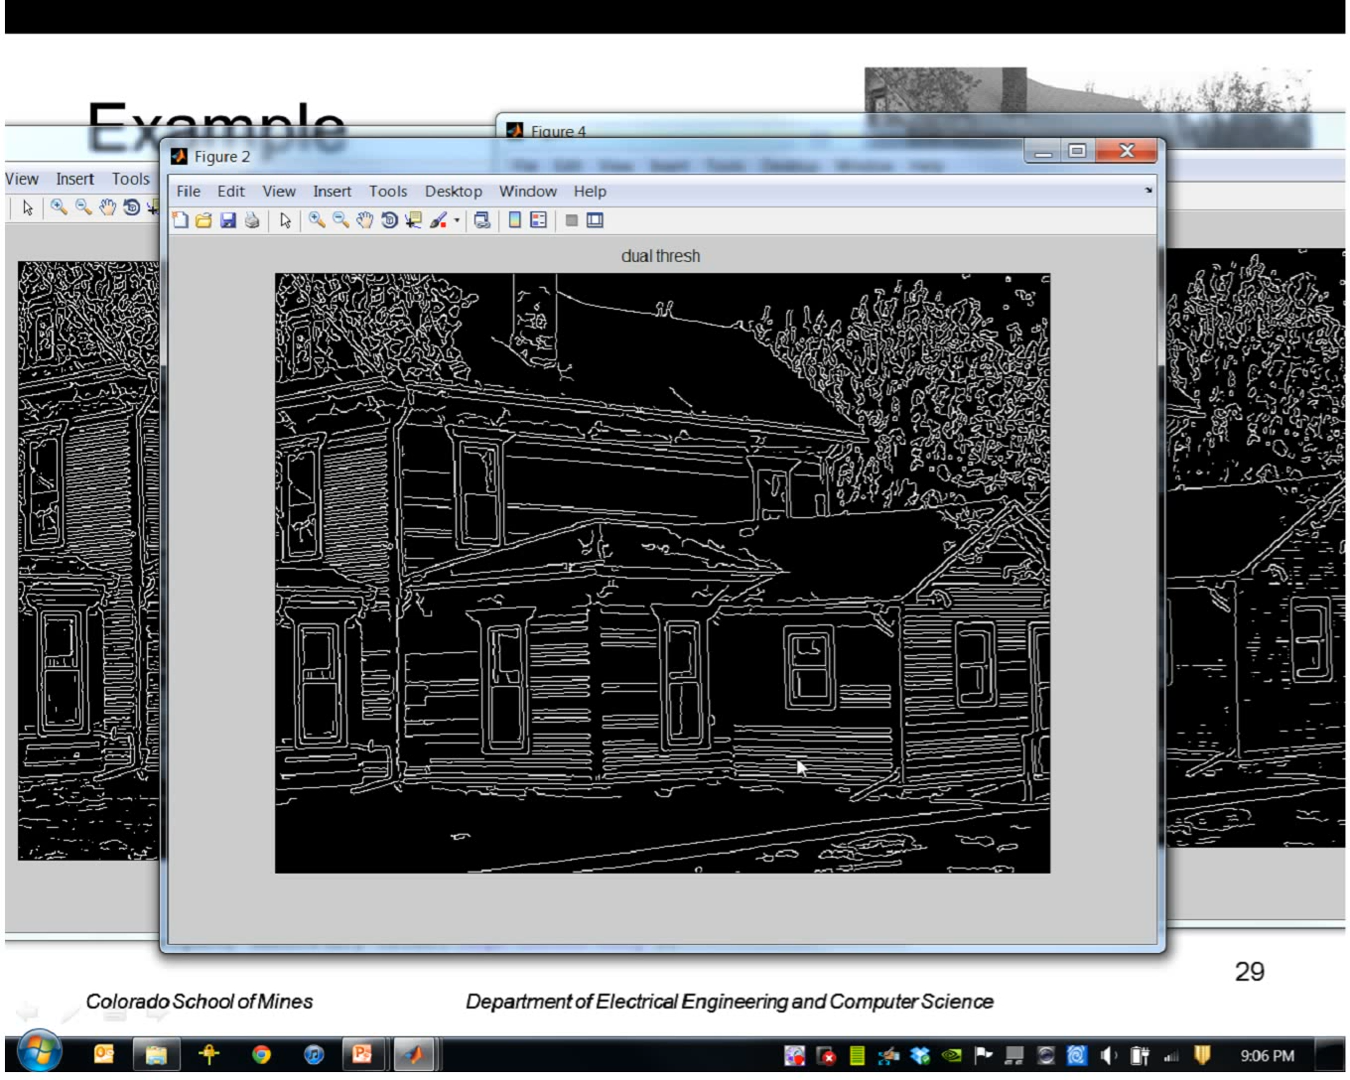 Example
Figure 4
Figure 2
View Insert Tools
File Edit View Insert Tools Desktop Window Help
dual thresh
29
Colorado School of Mines
Department of Electrical Engineering and Computer Science
9:06 PM